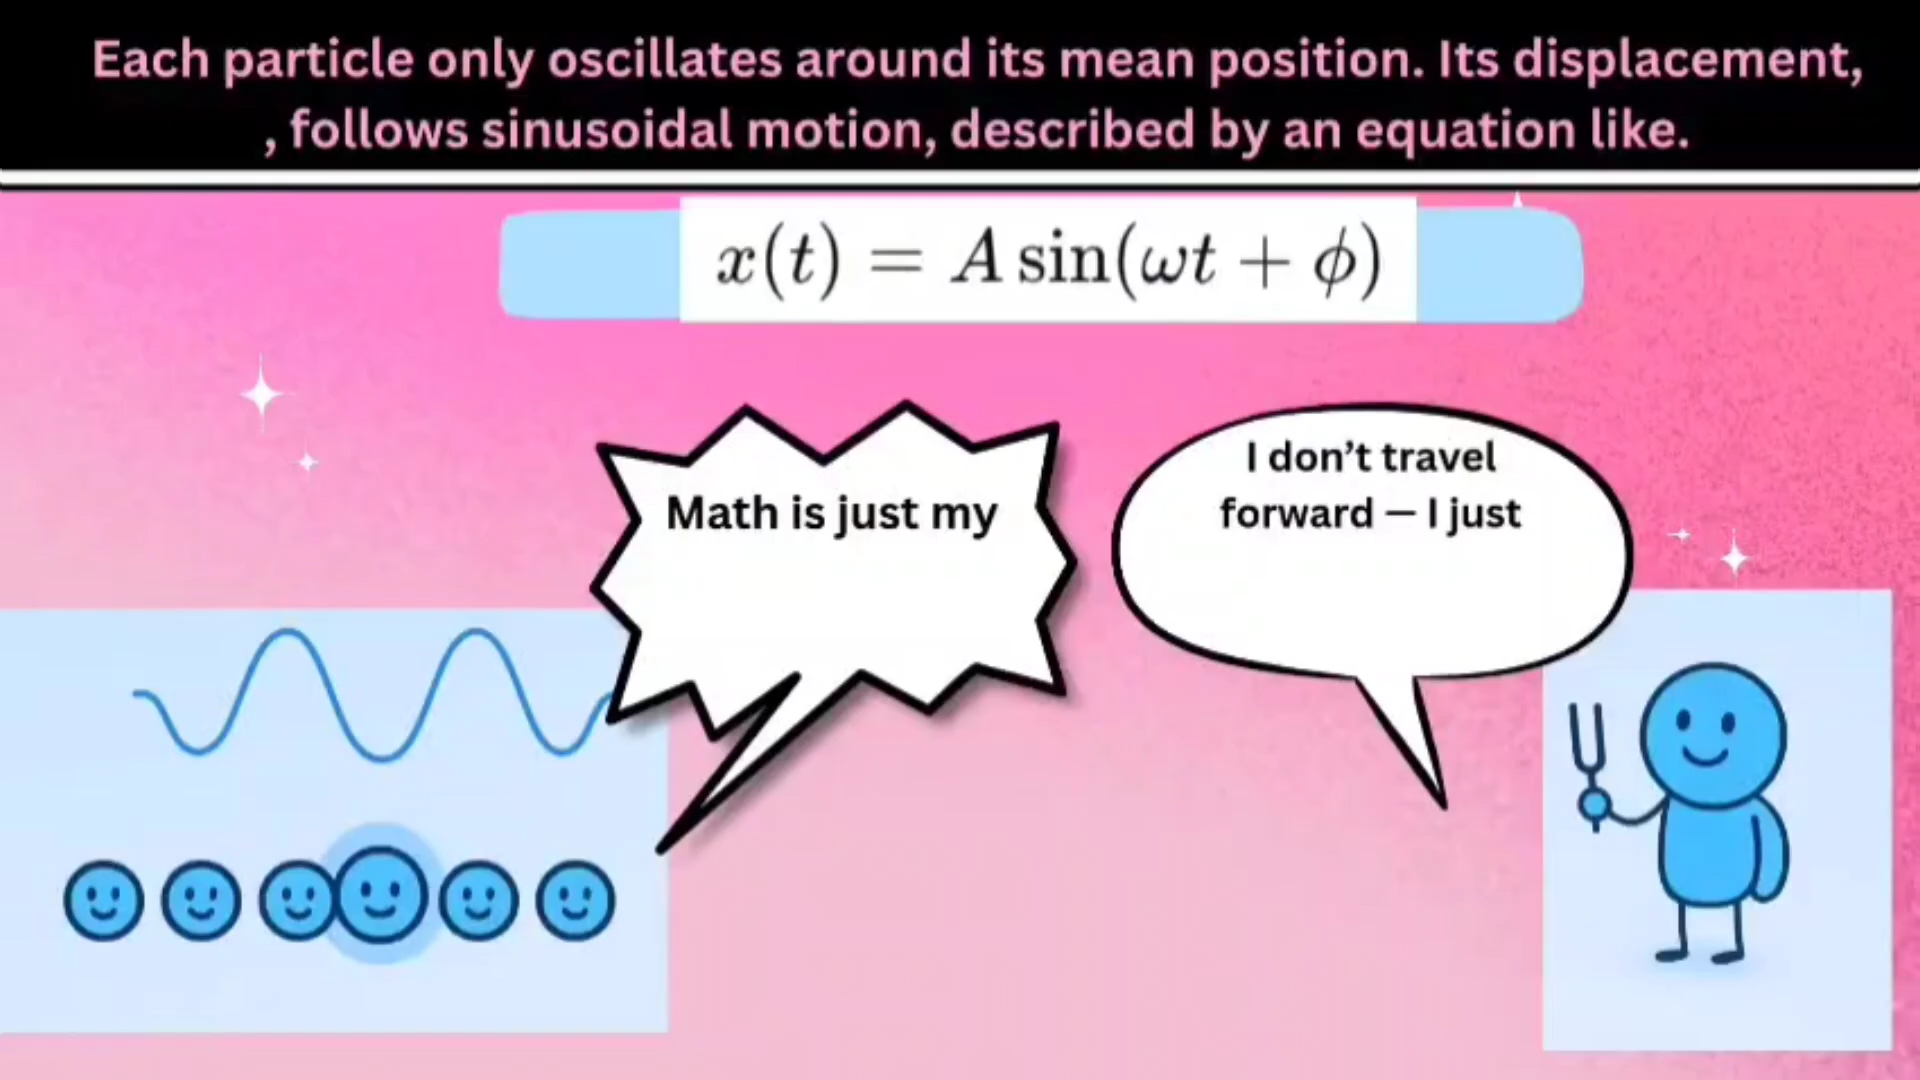 Each particle only oscillates around its mean position. Its displacement,
, follows sinusoidal motion, described by an equation like.
x(t) = A sin(ωt + ϕ)
Math is just my
I don’t travel
forward — I just